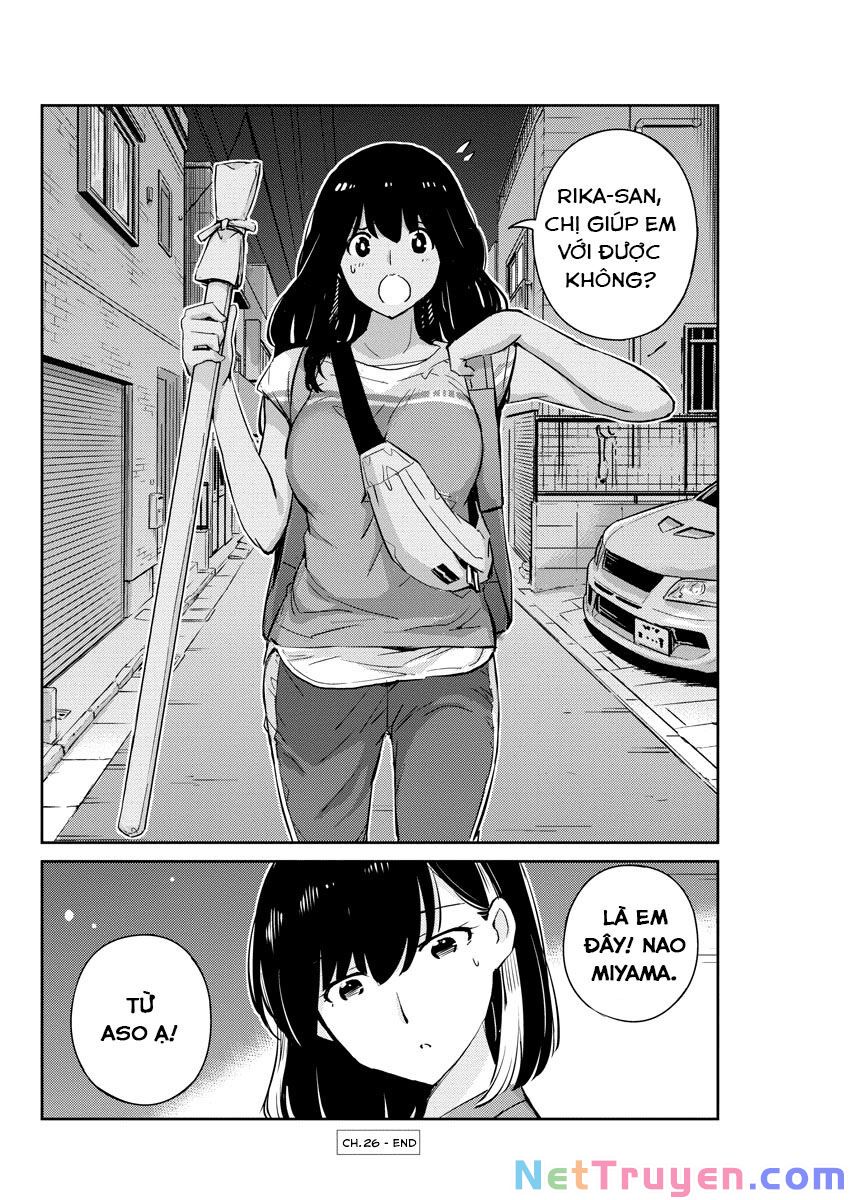 RIKA-SAN,
CHỊ GIÚP EM
VỚI ĐƯỢC
KHÔNG?
LÀ EM
ĐÂY! NAO
MIYAMA.
TỪ
ASO Ạ!
CH.26 - END
NetTruyen.com